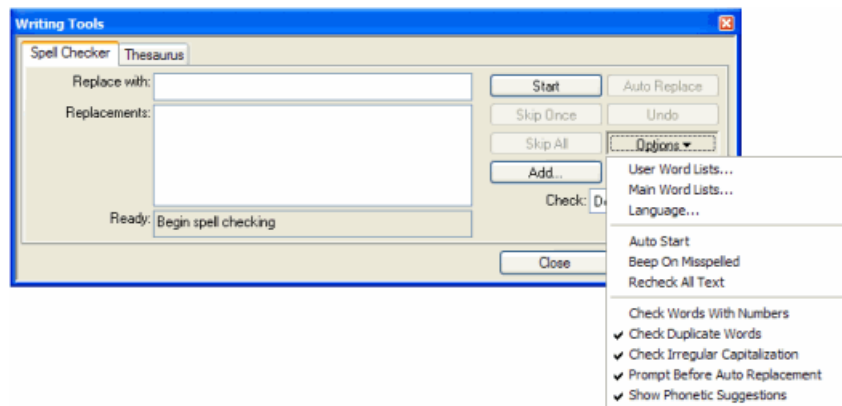 Writing Tools
Spell Checker
Thesaurus
Replace with:
Start
Auto Replace
Replacements:
Skip Once
Undo
Skip All
Options
Add...
Check:
Ready:
Begin spell checking
Close
User Word Lists...
Main Word Lists...
Language...
Auto Start
Beep On Misspelled
Recheck All Text
Check Words With Numbers
Check Duplicate Words
Check Irregular Capitalization
Prompt Before Auto Replacement
Show Phonetic Suggestions